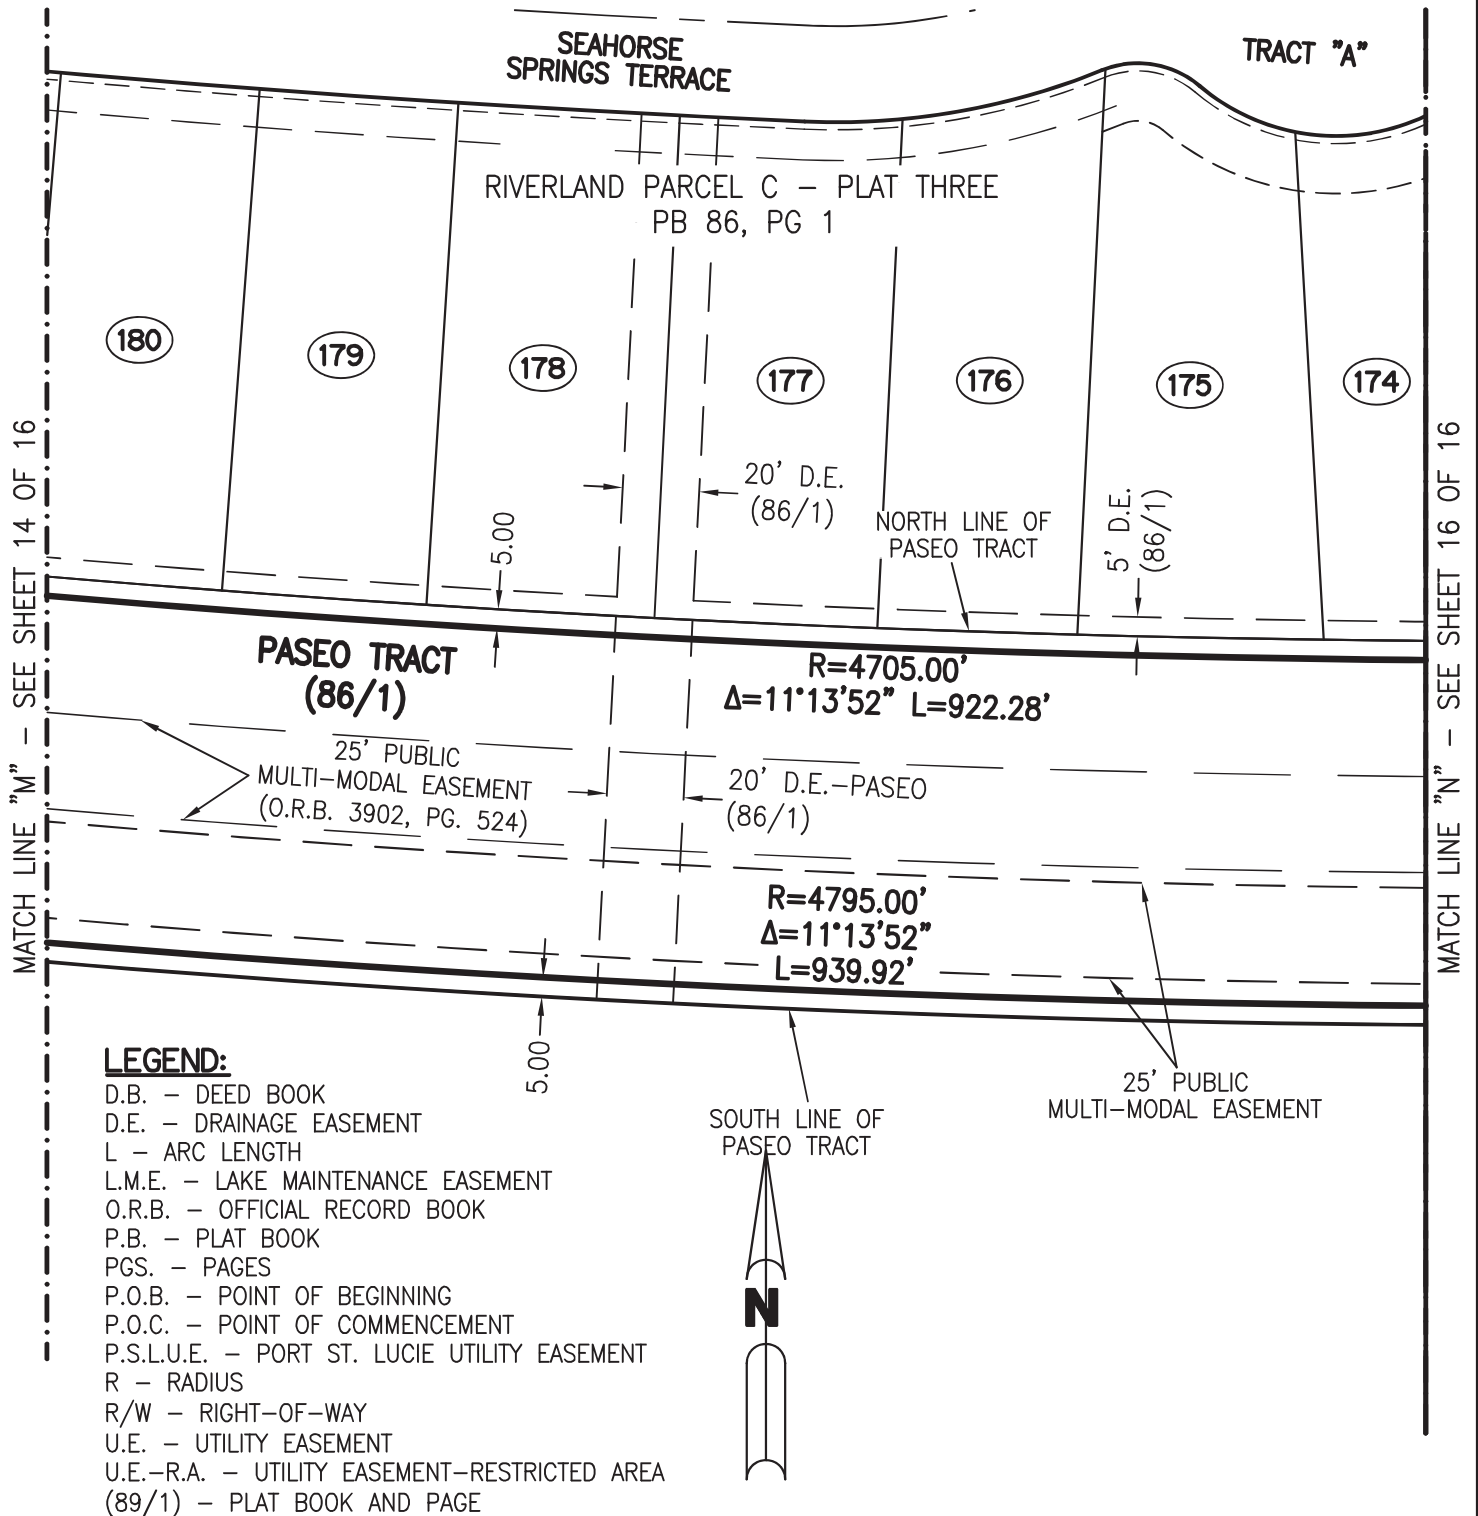 SEAHORSE
SPRINGS TERRACE
TRACT "A"
RIVERLAND PARCEL C – PLAT THREE
PB 86, PG 1
180
179
178
177
176
175
174
MATCH LINE "M" – SEE SHEET 14 OF 16
MATCH LINE "N" – SEE SHEET 16 OF 16
20' D.E.
(86/1)
5.00
NORTH LINE OF
PASEO TRACT
5' D.E.
(86/1)
PASEO TRACT
(86/1)
R=4705.00'
Δ=11°13'52" L=922.28'
25' PUBLIC
MULTI–MODAL EASEMENT
(O.R.B. 3902, PG. 524)
20' D.E.–PASEO
(86/1)
R=4795.00'
Δ=11°13'52"
L=939.92'
5.00
25' PUBLIC
MULTI–MODAL EASEMENT
SOUTH LINE OF
PASEO TRACT
N
LEGEND:
D.B. – DEED BOOK
D.E. – DRAINAGE EASEMENT
L – ARC LENGTH
L.M.E. – LAKE MAINTENANCE EASEMENT
O.R.B. – OFFICIAL RECORD BOOK
P.B. – PLAT BOOK
PGS. – PAGES
P.O.B. – POINT OF BEGINNING
P.O.C. – POINT OF COMMENCEMENT
P.S.L.U.E. – PORT ST. LUCIE UTILITY EASEMENT
R – RADIUS
R/W – RIGHT–OF–WAY
U.E. – UTILITY EASEMENT
U.E.–R.A. – UTILITY EASEMENT–RESTRICTED AREA
(89/1) – PLAT BOOK AND PAGE